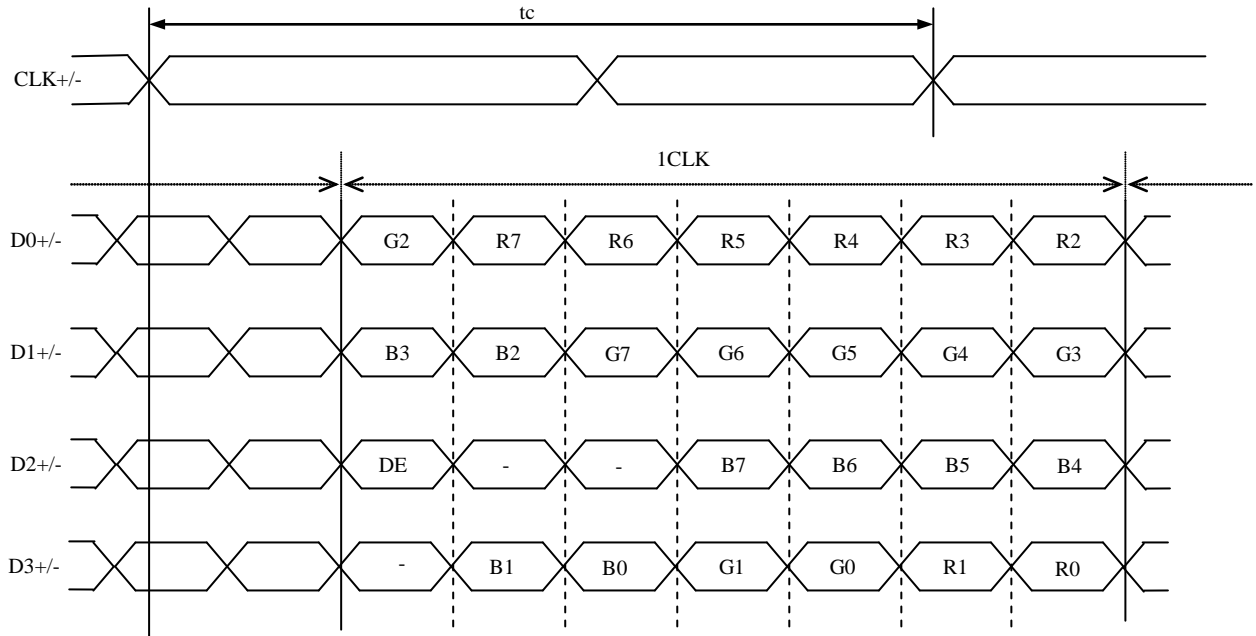 tc
CLK+/-
1CLK
D0+/- G2 R7 R6 R5 R4 R3 R2
D1+/- B3 B2 G7 G6 G5 G4 G3
D2+/- DE - - B7 B6 B5 B4
D3+/- - B1 B0 G1 G0 R1 R0